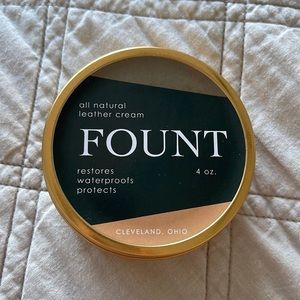 all natural
leather cream
FOUNT
restores 4 oz.
waterproofs
protects
CLEVELAND, OHIO